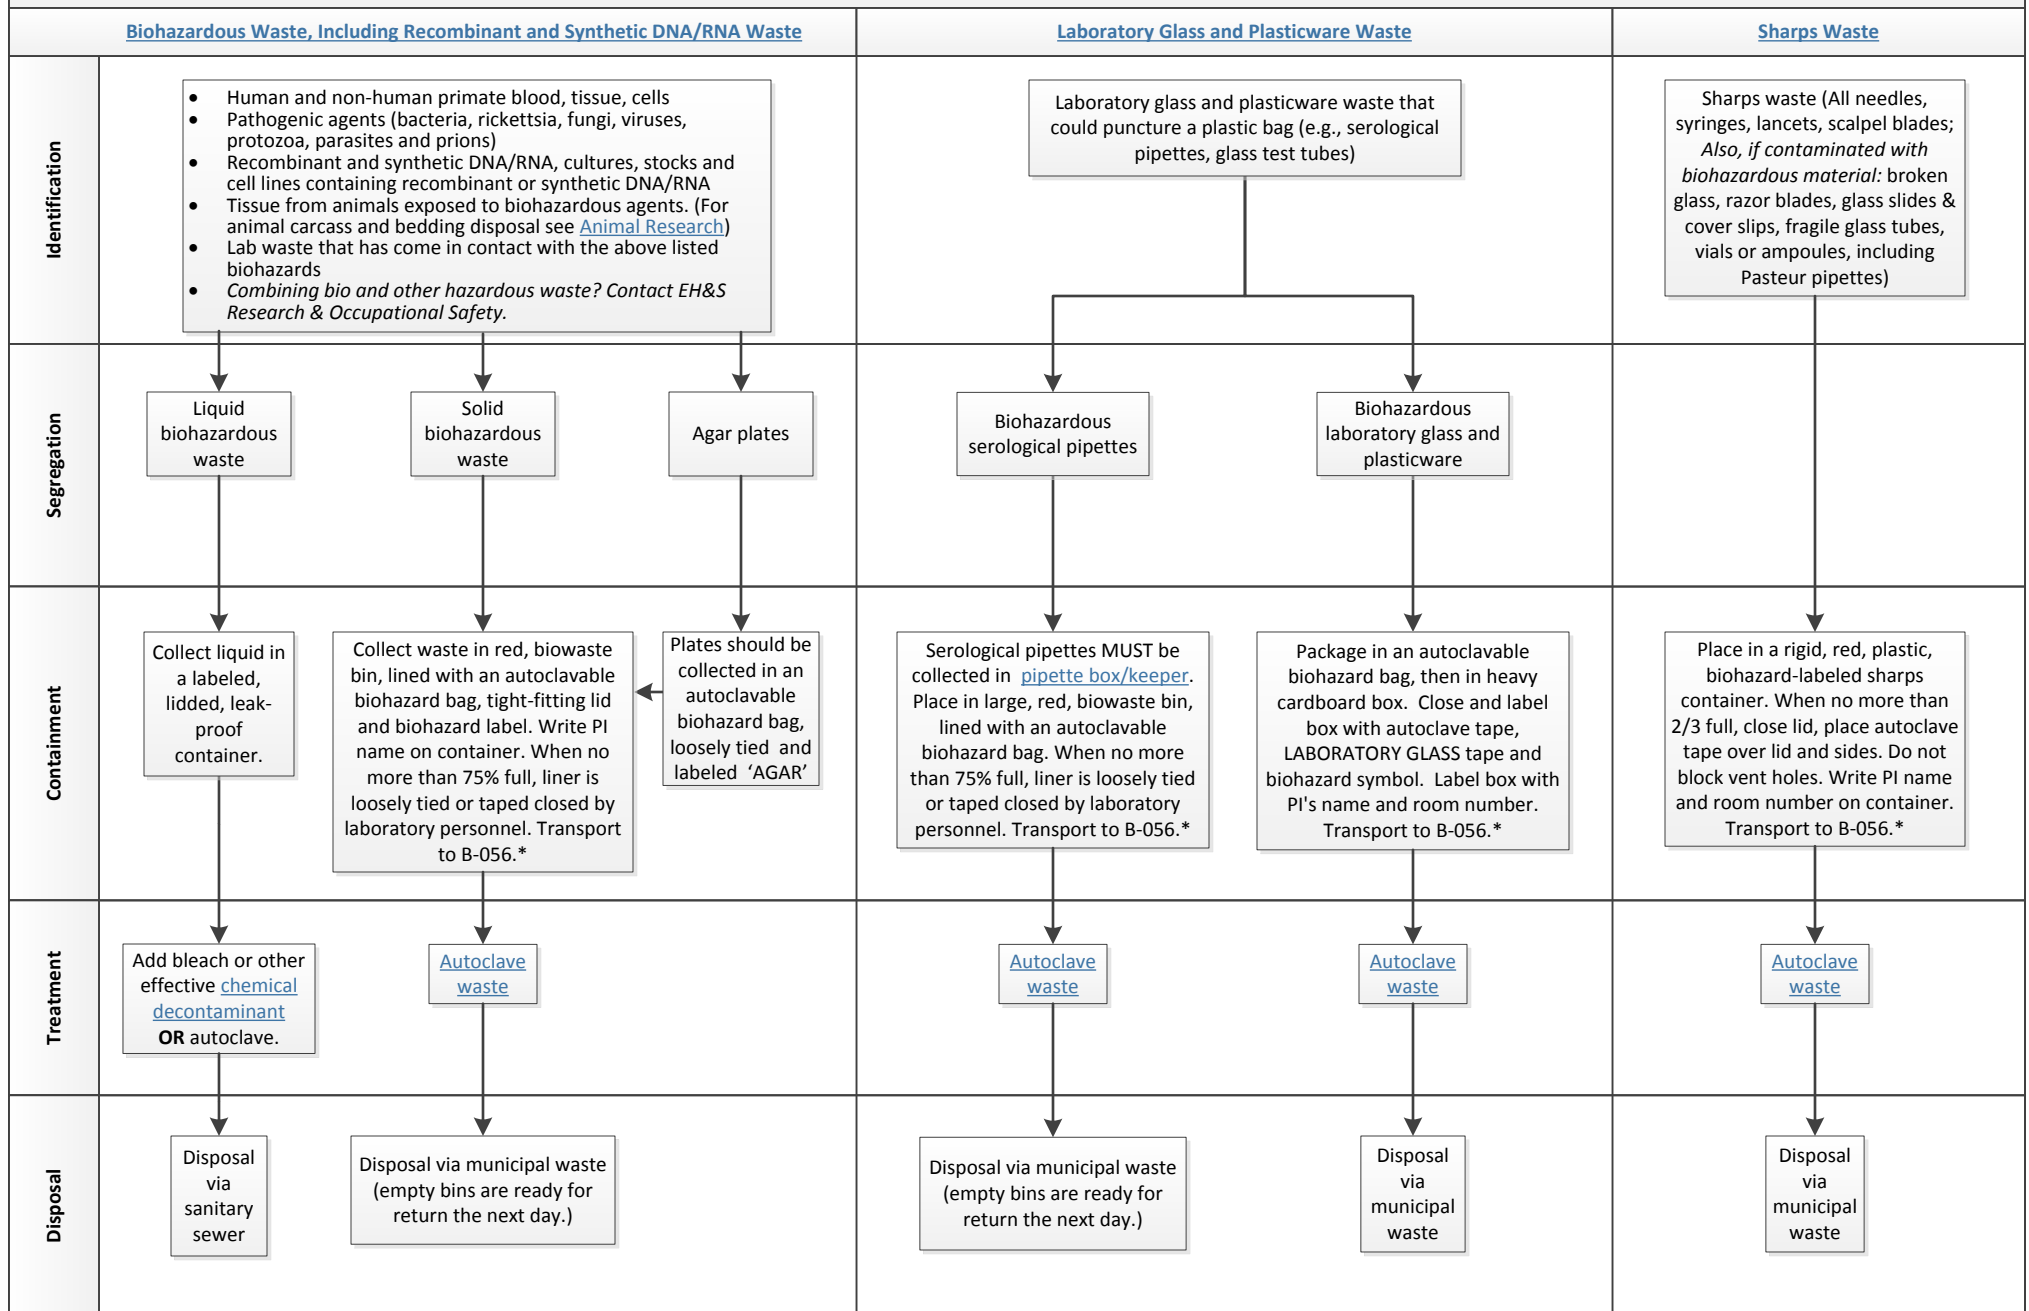 Biohazardous Waste, Including Recombinant and Synthetic DNA/RNA Waste
Laboratory Glass and Plasticware Waste
Sharps Waste
Identification
• Human and non-human primate blood, tissue, cells
• Pathogenic agents (bacteria, rickettsia, fungi, viruses,
protozoa, parasites and prions)
• Recombinant and synthetic DNA/RNA, cultures, stocks and
cell lines containing recombinant or synthetic DNA/RNA
• Tissue from animals exposed to biohazardous agents. (For
animal carcass and bedding disposal see Animal Research)
• Lab waste that has come in contact with the above listed
biohazards
• Combining bio and other hazardous waste? Contact EH&S
Research & Occupational Safety.
Laboratory glass and plasticware waste that
could puncture a plastic bag (e.g., serological
pipettes, glass test tubes)
Sharps waste (All needles,
syringes, lancets, scalpel blades;
Also, if contaminated with
biohazardous material: broken
glass, razor blades, glass slides &
cover slips, fragile glass tubes,
vials or ampoules, including
Pasteur pipettes)
Segregation
Liquid
biohazardous
waste
Solid
biohazardous
waste
Agar plates
Biohazardous
serological pipettes
Biohazardous
laboratory glass and
plasticware
Containment
Collect liquid in
a labeled,
lidded, leak-
proof
container.
Collect waste in red, biowaste
bin, lined with an autoclavable
biohazard bag, tight-fitting lid
and biohazard label. Write PI
name on container. When no
more than 75% full, liner is
loosely tied or taped closed by
laboratory personnel. Transport
to B-056.*
Plates should be
collected in an
autoclavable
biohazard bag,
loosely tied and
labeled ‘AGAR’
Serological pipettes MUST be
collected in pipette box/keeper.
Place in large, red, biowaste bin,
lined with an autoclavable
biohazard bag. When no more
than 75% full, liner is loosely tied
or taped closed by laboratory
personnel. Transport to B-056.*
Package in an autoclavable
biohazard bag, then in heavy
cardboard box. Close and label
box with autoclave tape,
LABORATORY GLASS tape and
biohazard symbol. Label box with
PI's name and room number.
Transport to B-056.*
Place in a rigid, red, plastic,
biohazard-labeled sharps
container. When no more than
2/3 full, close lid, place autoclave
tape over lid and sides. Do not
block vent holes. Write PI name
and room number on container.
Transport to B-056.*
Treatment
Add bleach or other
effective chemical
decontaminant
OR autoclave.
Autoclave
waste
Autoclave
waste
Autoclave
waste
Autoclave
waste
Disposal
Disposal
via
sanitary
sewer
Disposal via municipal waste
(empty bins are ready for
return the next day.)
Disposal via municipal waste
(empty bins are ready for
return the next day.)
Disposal
via
municipal
waste
Disposal
via
municipal
waste